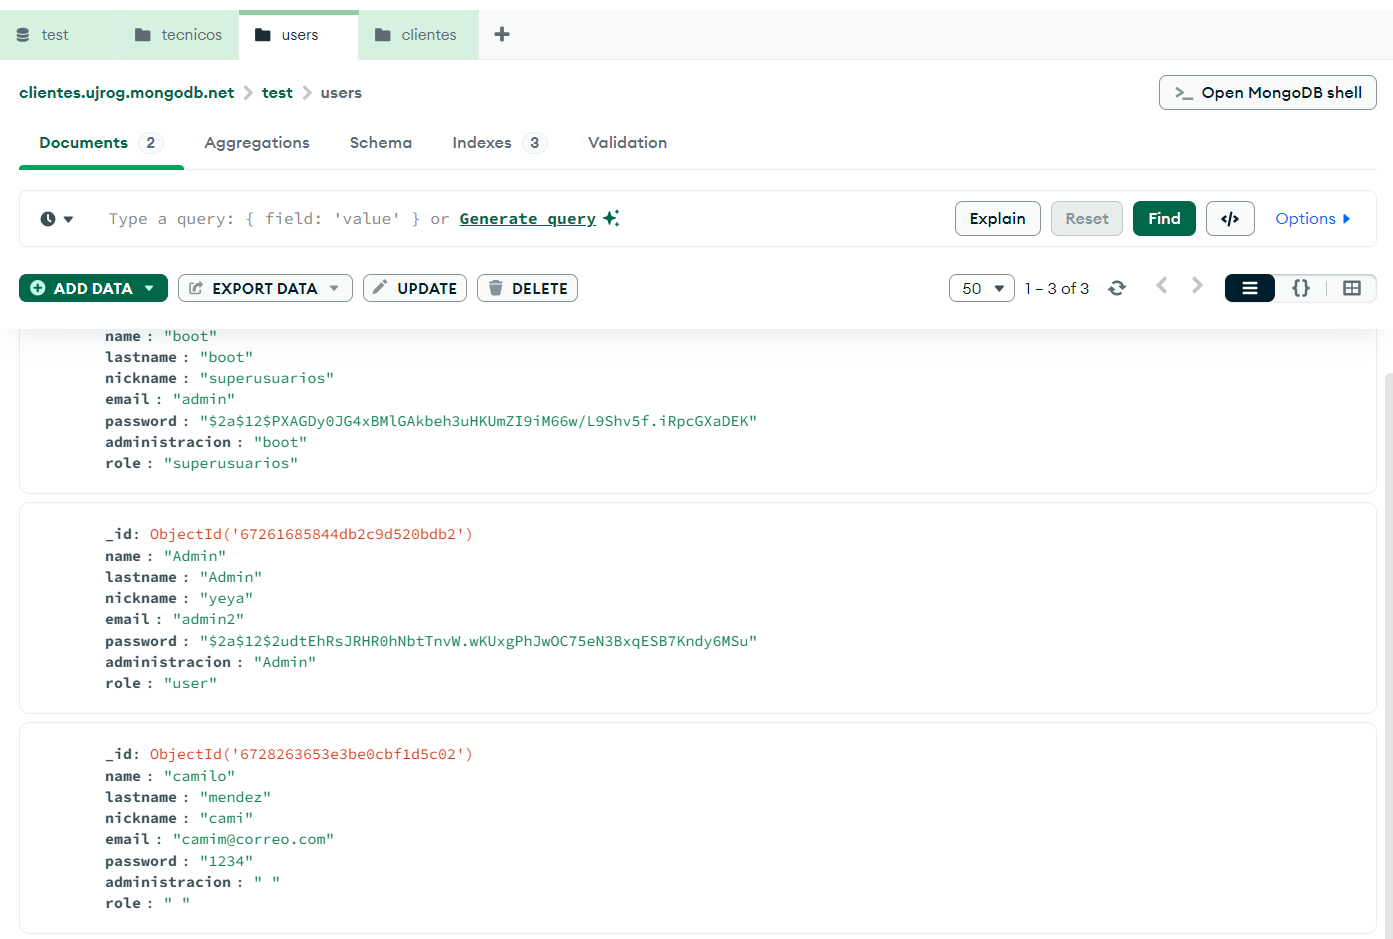 test tecnicos users clientes +
clientes.ujrog.mongodb.net > test > users >_ Open MongoDB shell
Documents 2 Aggregations Schema Indexes 3 Validation
Type a query: { field: 'value' } or Generate query Explain Reset Find </> Options
ADD DATA EXPORT DATA UPDATE DELETE 50 1 – 3 of 3 {}
name : "boot"
lastname : "boot"
nickname : "superusuarios"
email : "admin"
password : "$2a$12$PXAGDy0JG4xBMlGAkbeh3uHKUmZI9iM66w/L9Shv5f.iRpcGXaDEK"
administracion : "boot"
role : "superusuarios"
_id: ObjectId('67261685844db2c9d520bdb2')
name : "Admin"
lastname : "Admin"
nickname : "yeya"
email : "admin2"
password : "$2a$12$2udtEhRsJRHR0hNbtTnvW.wKUxgPhJwOC75eN3BxqESB7Kndy6MSu"
administracion : "Admin"
role : "user"
_id: ObjectId('6728263653e3be0cbf1d5c02')
name : "camilo"
lastname : "mendez"
nickname : "cami"
email : "camim@correo.com"
password : "1234"
administracion : " "
role : " "